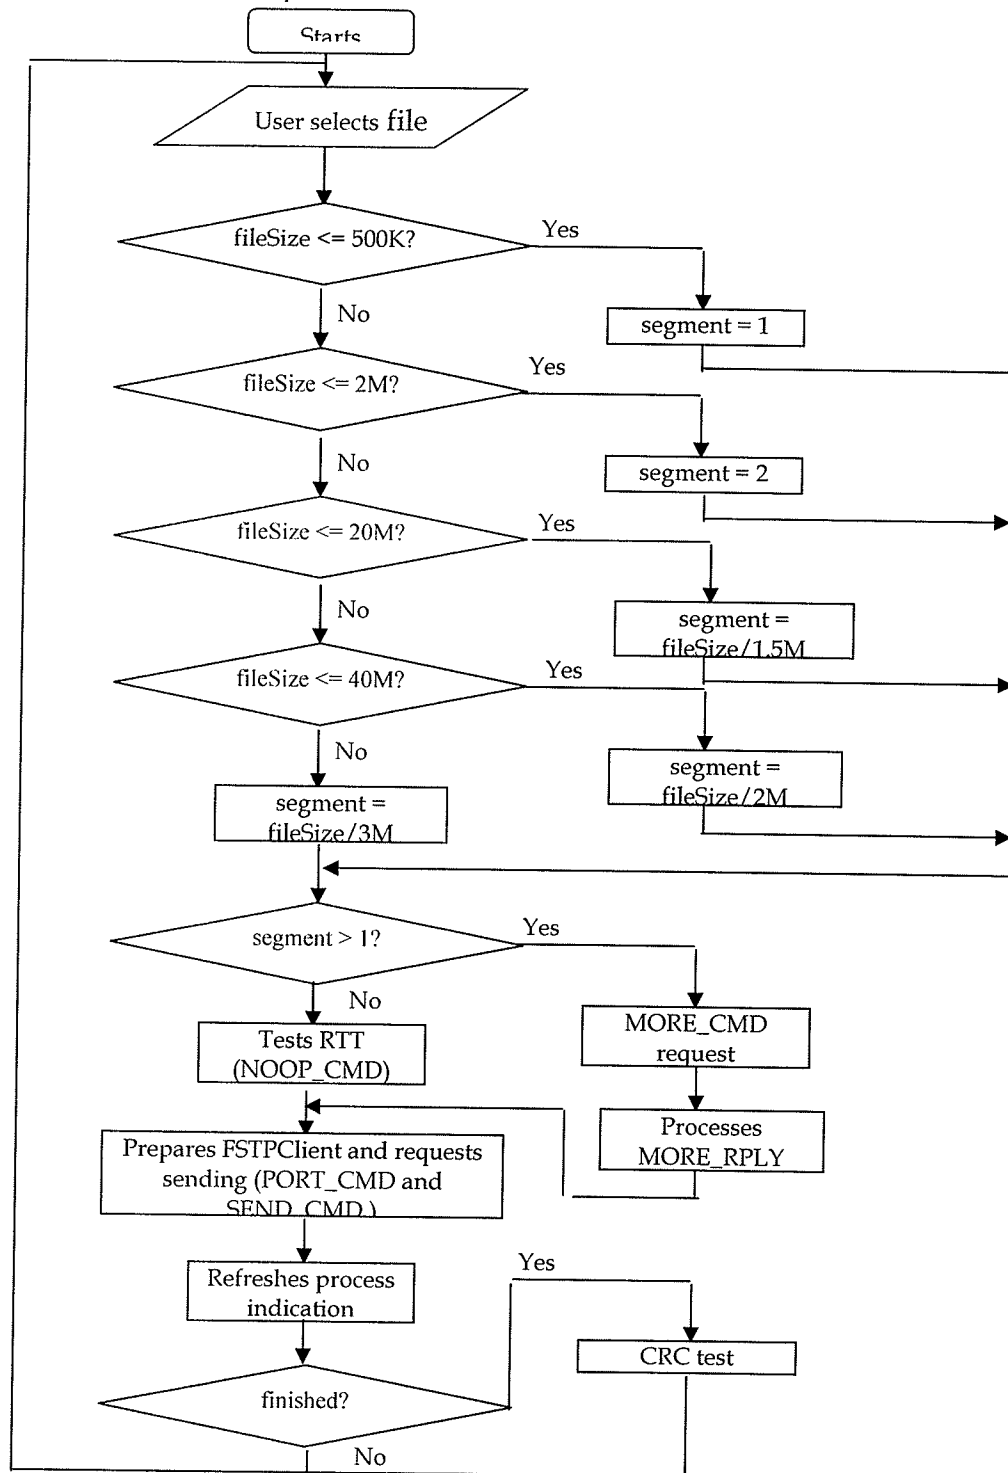 Starts
User selects file
fileSize <= 500K?
Yes
No
segment = 1
fileSize <= 2M?
Yes
No
segment = 2
fileSize <= 20M?
Yes
No
segment =
fileSize/1.5M
fileSize <= 40M?
Yes
No
segment =
fileSize/2M
segment =
fileSize/3M
segment > 1?
Yes
No
MORE_CMD
request
Tests RTT
(NOOP_CMD)
Processes
MORE_RPLY
Prepares FSTPClient and requests
sending (PORT_CMD and
SEND_CMD )
Refreshes process
indication
Yes
CRC test
finished?
No